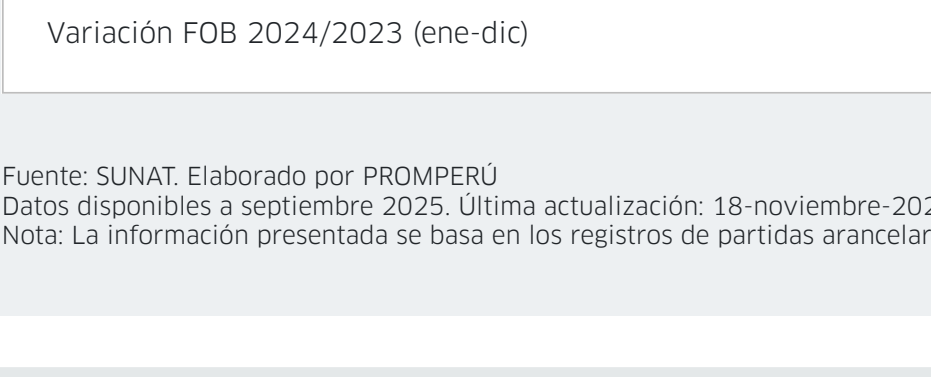 Variación FOB 2024/2023 (ene-dic)
Fuente: SUNAT. Elaborado por PROMPERÚ
Datos disponibles a septiembre 2025. Última actualización: 18-noviembre-202
Nota: La información presentada se basa en los registros de partidas arancelar